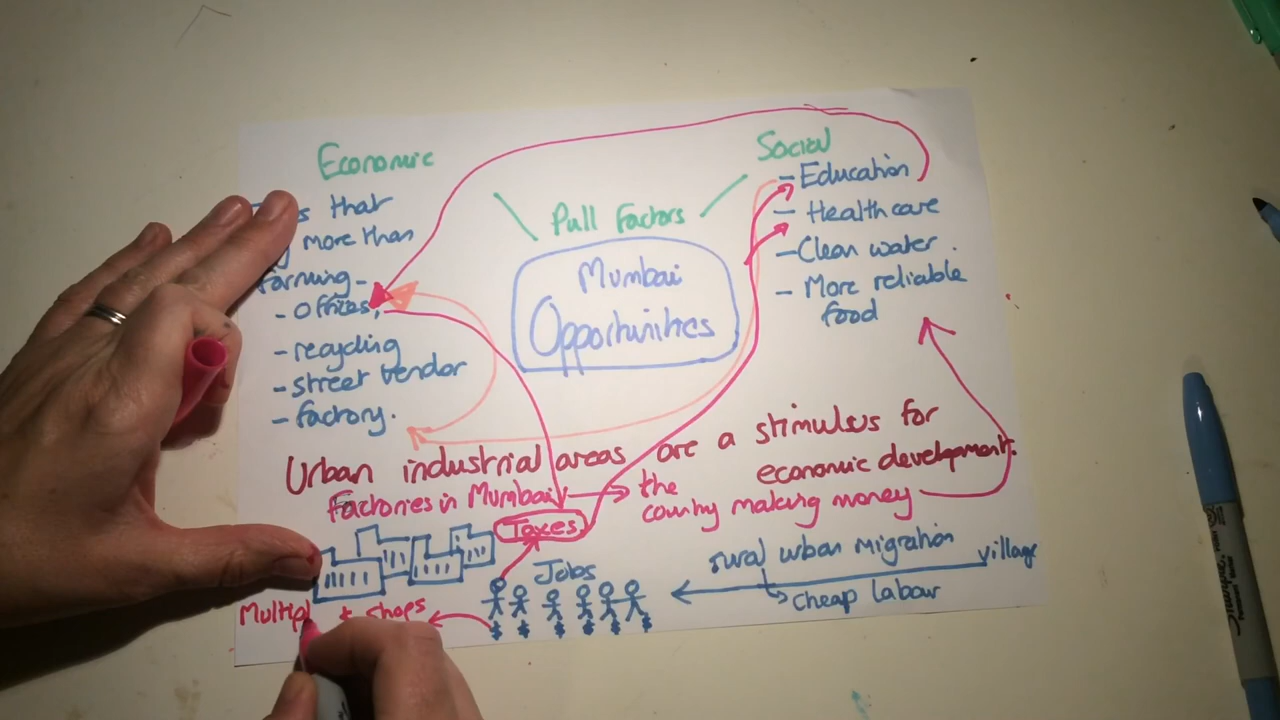 Economic
that
more than
farming-
- Offices,
- recycling
- street vendor
- factory.
Pull Factors
Mumbai
Opportunities
Social
- Education
- Healthcare
- Clean water.
- More reliable
food
Urban industrial areas are a stimulus for
economic development.
Factories in Mumbai → the
country making money
Taxes
Jobs
rural urban migration
village
cheap labour
Multipl
shops